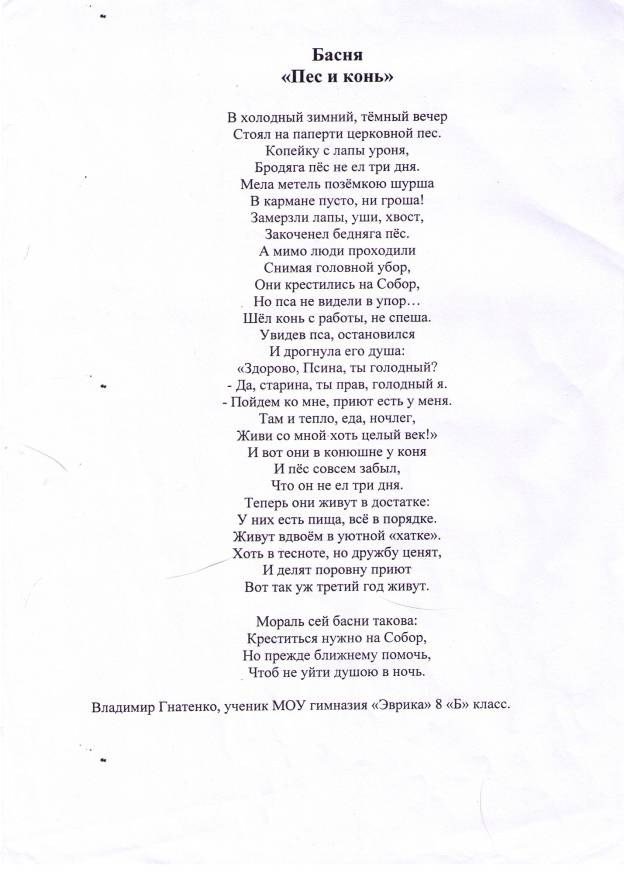 Басня
«Пес и конь»
В холодный зимний, тёмный вечер
Стоял на паперти церковной пес.
Копейку с лапы уроня,
Бродяга пёс не ел три дня.
Мела метель позёмкою шурша
В кармане пусто, ни гроша!
Замерзли лапы, уши, хвост,
Закоченел бедняга пёс.
А мимо люди проходили
Снимая головной убор,
Они крестились на Собор,
Но пса не видели в упор…
Шёл конь с работы, не спеша.
Увидев пса, остановился
И дрогнула его душа:
«Здорово, Псина, ты голодный?
- Да, старина, ты прав, голодный я.
- Пойдем ко мне, приют есть у меня.
Там и тепло, еда, ночлег,
Живи со мной хоть целый век!»
И вот они в конюшне у коня
И пёс совсем забыл,
Что он не ел три дня.
Теперь они живут в достатке:
У них есть пища, всё в порядке.
Живут вдвоём в уютной «хатке».
Хоть в тесноте, но дружбу ценят,
И делят поровну приют
Вот так уж третий год живут.
Мораль сей басни такова:
Креститься нужно на Собор,
Но прежде ближнему помочь,
Чтоб не уйти душою в ночь.
Владимир Гнатенко, ученик МОУ гимназия «Эврика» 8 «Б» класс.